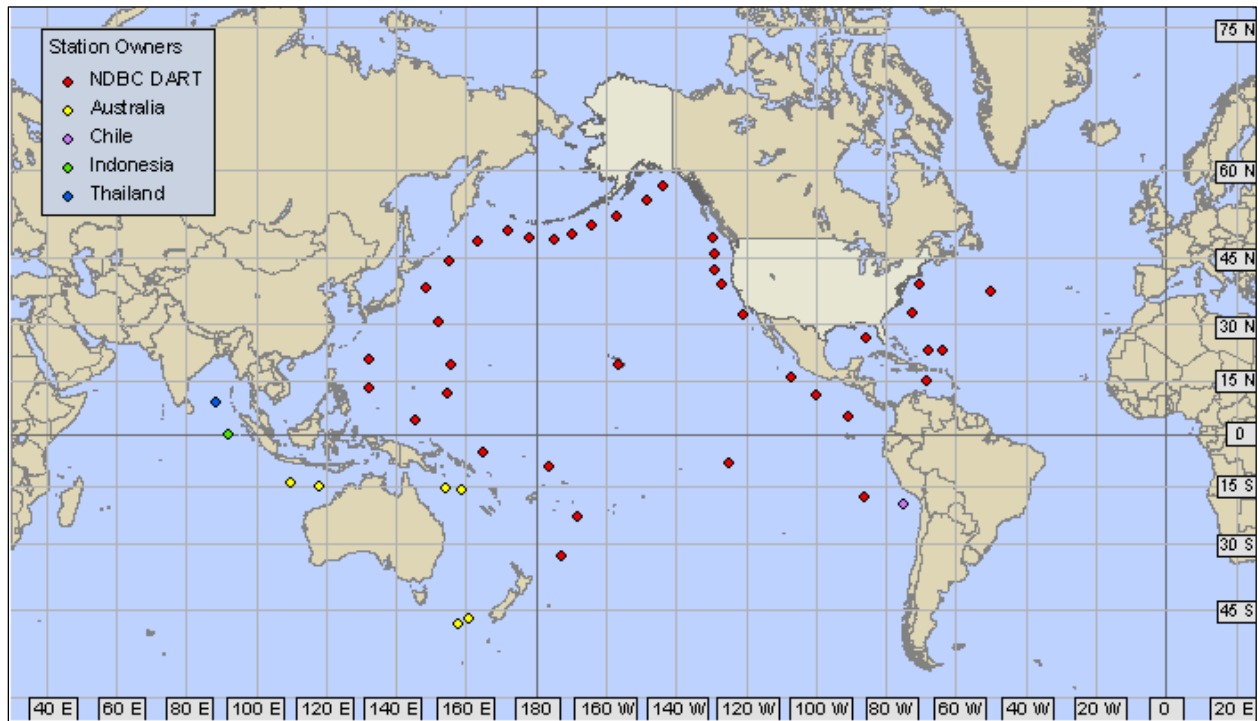 Station Owners
NDBC DART
Australia
Chile
Indonesia
Thailand
75 N
60 N
45 N
30 N
15 N
0
15 S
30 S
45 S
40 E 60 E 80 E 100 E 120 E 140 E 160 E 180 160 W 140 W 120 W 100 W 80 W 60 W 40 W 20 W 0 20 E